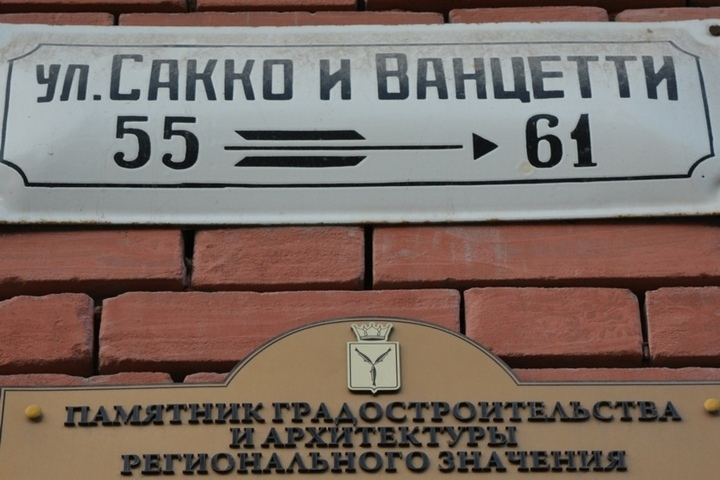 ул. Сакко и Ванцетти
55 61
ПАМЯТНИК ГРАДОСТРОИТЕЛЬСТВА
И АРХИТЕКТУРЫ
РЕГИОНАЛЬНОГО ЗНАЧЕНИЯ